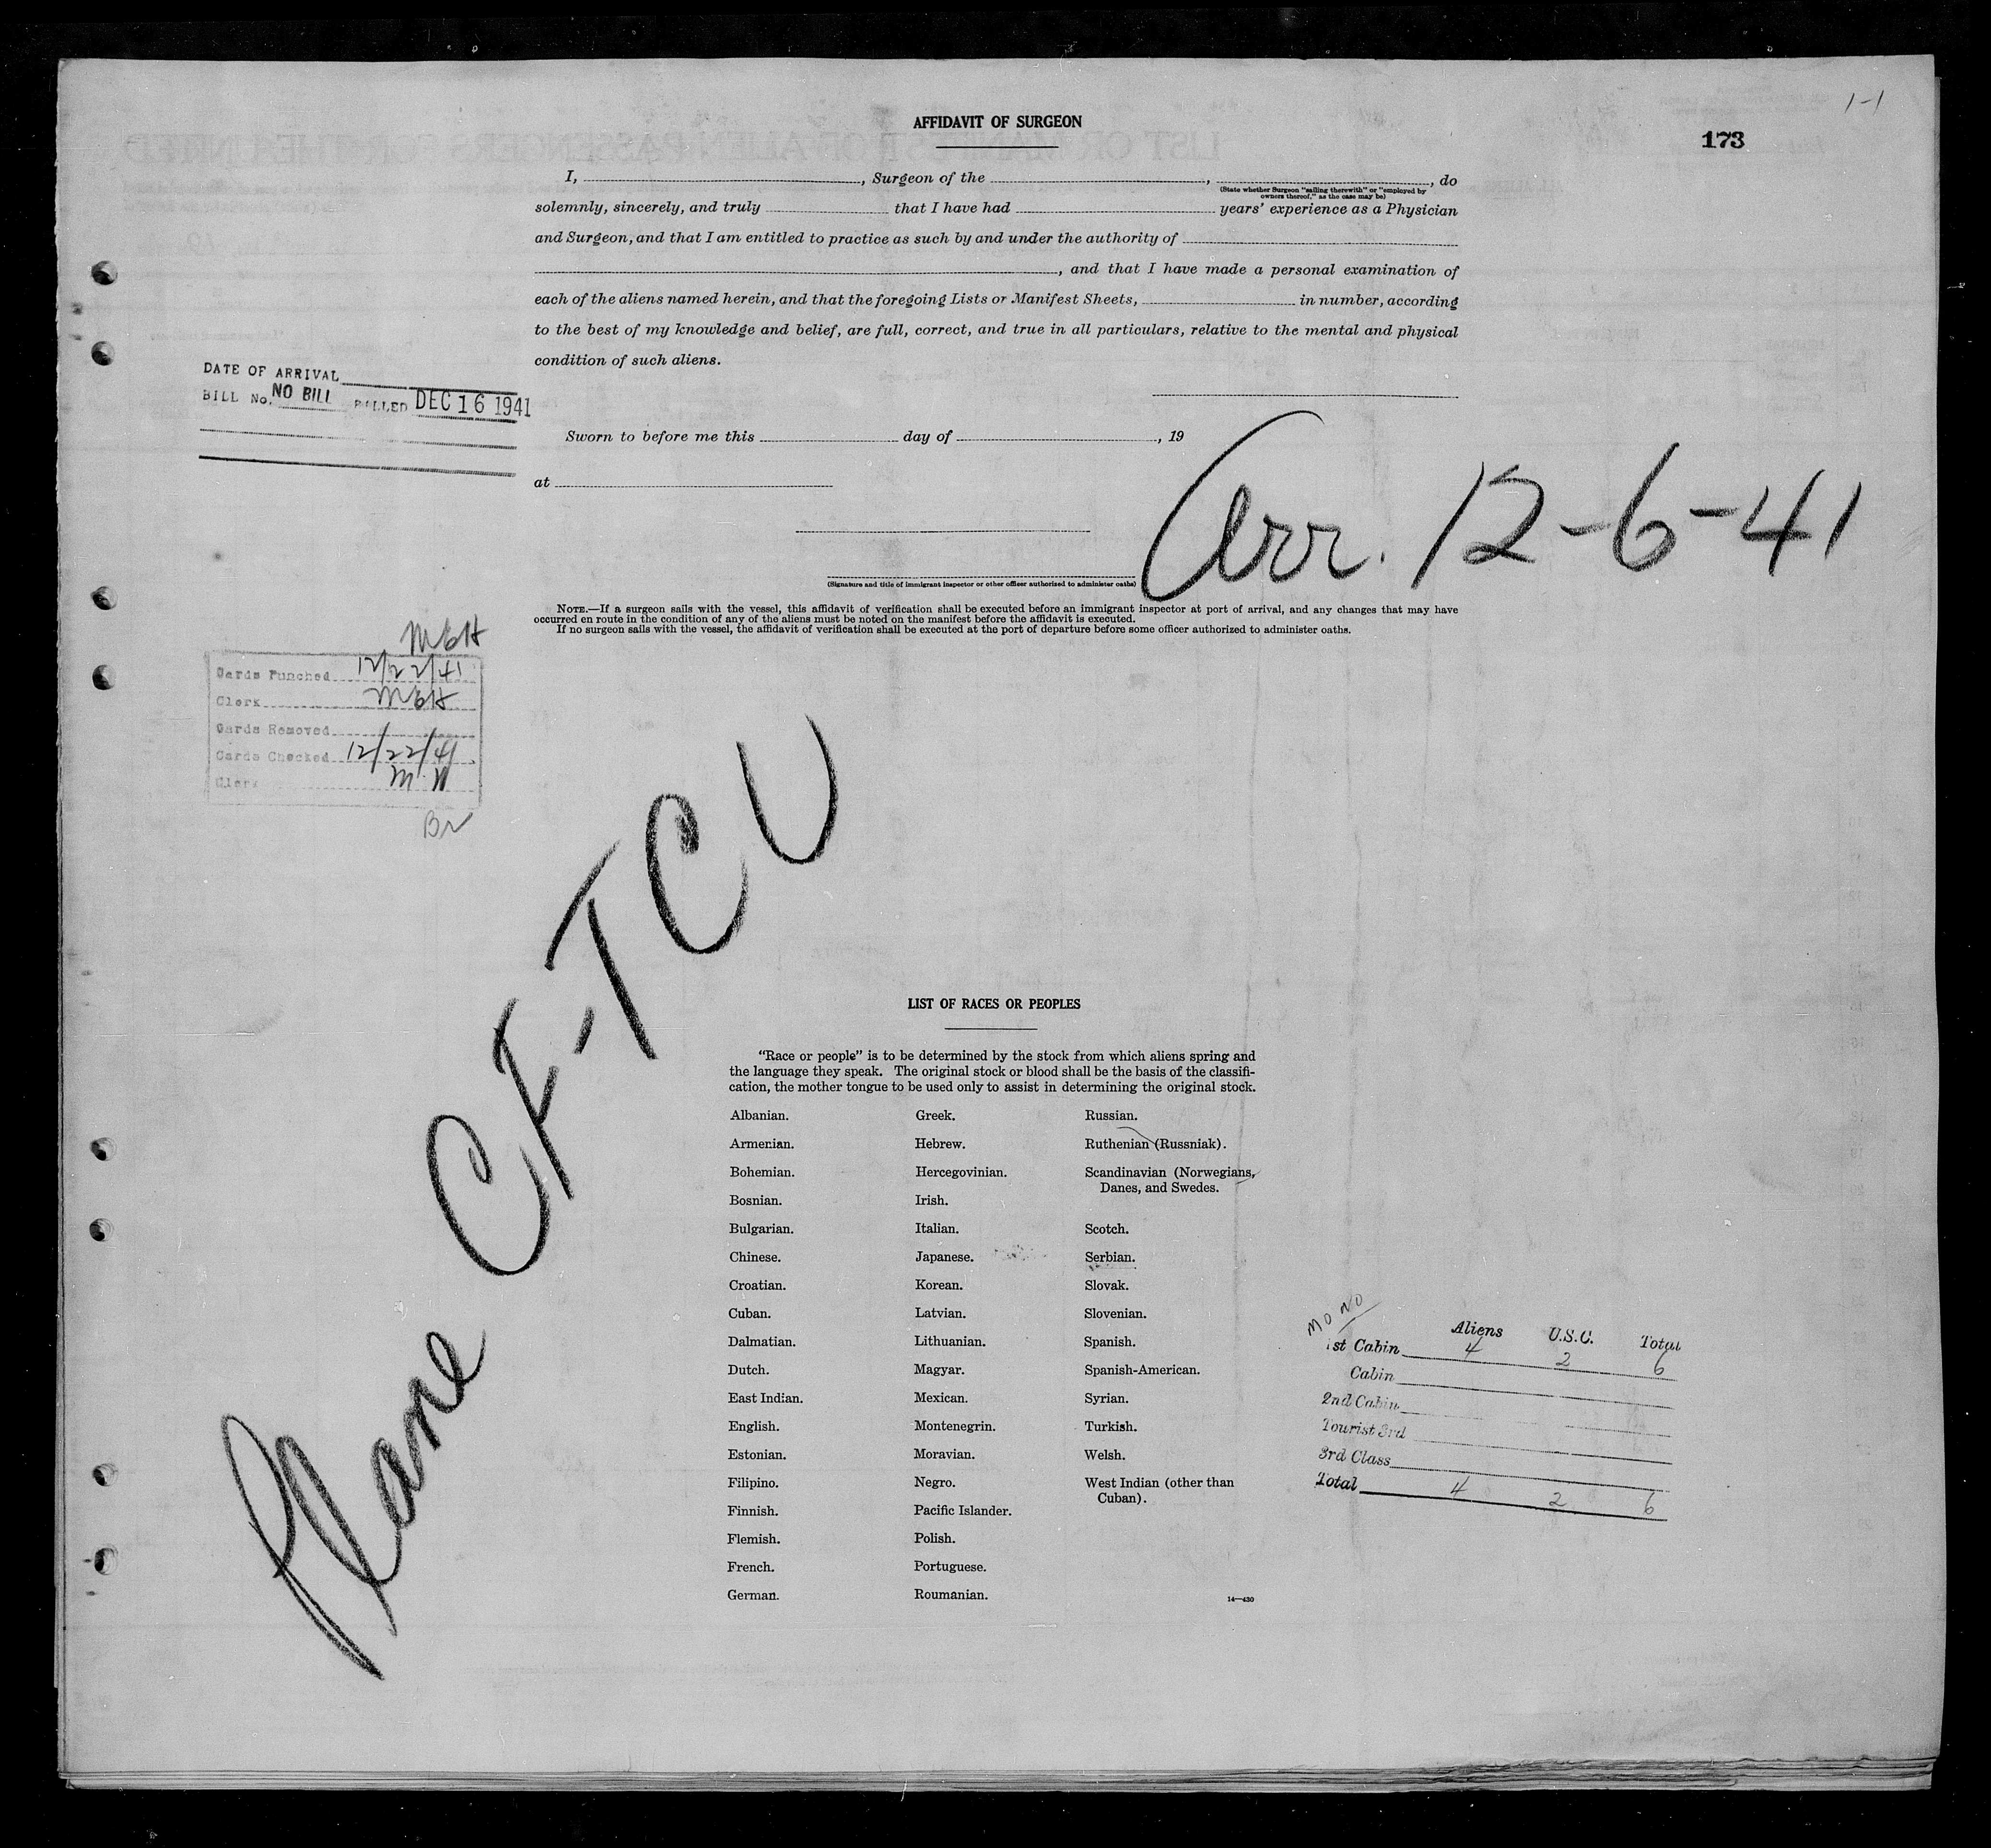 1-1
AFFIDAVIT OF SURGEON
173
I, , Surgeon of the , , do
(State whether Surgeon "sailing therewith" or "employed by
owners thereof," as the case may be)
solemnly, sincerely, and truly that I have had years' experience as a Physician
and Surgeon, and that I am entitled to practice as such by and under the authority of
, and that I have made a personal examination of
each of the aliens named herein, and that the foregoing Lists or Manifest Sheets, in number, according
to the best of my knowledge and belief, are full, correct, and true in all particulars, relative to the mental and physical
condition of such aliens.
DATE OF ARRIVAL
BILL No. NO BILL BILLED DEC 16 1941
Sworn to before me this day of , 19
at
Arr. 12-6-41
(Signature and title of immigrant inspector or other officer authorized to administer oaths)
NOTE.—If a surgeon sails with the vessel, this affidavit of verification shall be executed before an immigrant inspector at port of arrival, and any changes that may have
occurred en route in the condition of any of the aliens must be noted on the manifest before the affidavit is executed.
If no surgeon sails with the vessel, the affidavit of verification shall be executed at the port of departure before some officer authorized to administer oaths.
Cards Punched 12/22/41
Clerk
Cards Removed
Cards Checked 12/22/41
Clerk
Plane CF-TCU
LIST OF RACES OR PEOPLES
"Race or people" is to be determined by the stock from which aliens spring and
the language they speak. The original stock or blood shall be the basis of the classifi-
cation, the mother tongue to be used only to assist in determining the original stock.
Albanian.
Armenian.
Bohemian.
Bosnian.
Bulgarian.
Chinese.
Croatian.
Cuban.
Dalmatian.
Dutch.
East Indian.
English.
Estonian.
Filipino.
Finnish.
Flemish.
French.
German.
Greek.
Hebrew.
Hercegovinian.
Irish.
Italian.
Japanese.
Korean.
Latvian.
Lithuanian.
Magyar.
Mexican.
Montenegrin.
Moravian.
Negro.
Pacific Islander.
Polish.
Portuguese.
Roumanian.
Russian.
Ruthenian (Russniak).
Scandinavian (Norwegians,
Danes, and Swedes.
Scotch.
Serbian.
Slovak.
Slovenian.
Spanish.
Spanish-American.
Syrian.
Turkish.
Welsh.
West Indian (other than
Cuban).
14—430
Aliens U.S.C. Total
1st Cabin 4 2 6
Cabin
2nd Cabin
Tourist 3rd
3rd Class
Total 4 2 6